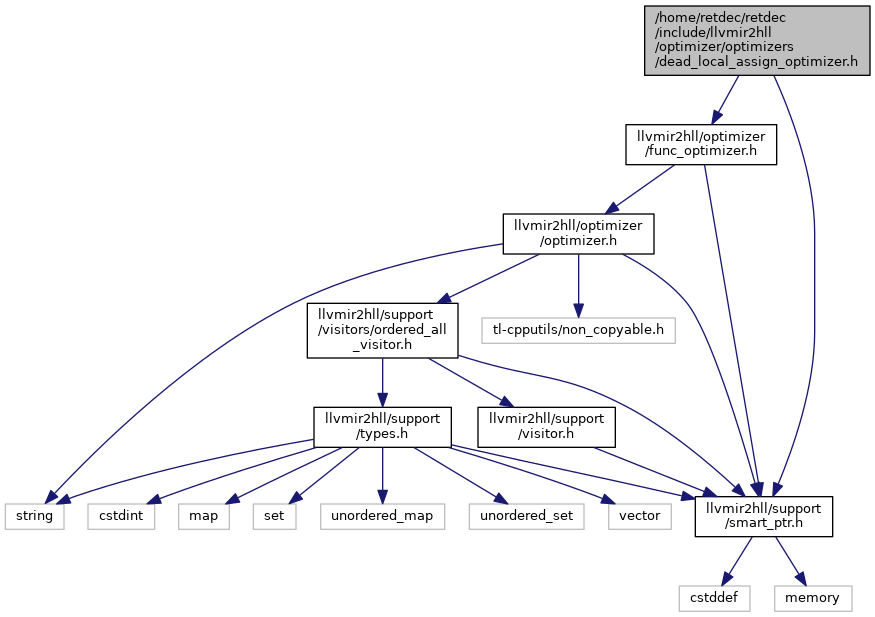 /home/retdec/retdec
/include/llvmir2hll
/optimizer/optimizers
/dead_local_assign_optimizer.h
llvmir2hll/optimizer
/func_optimizer.h
llvmir2hll/optimizer
/optimizer.h
llvmir2hll/support
/visitors/ordered_all
_visitor.h
tl-cpputils/non_copyable.h
llvmir2hll/support
/types.h
llvmir2hll/support
/visitor.h
string
cstdint
map
set
unordered_map
unordered_set
vector
llvmir2hll/support
/smart_ptr.h
cstddef
memory